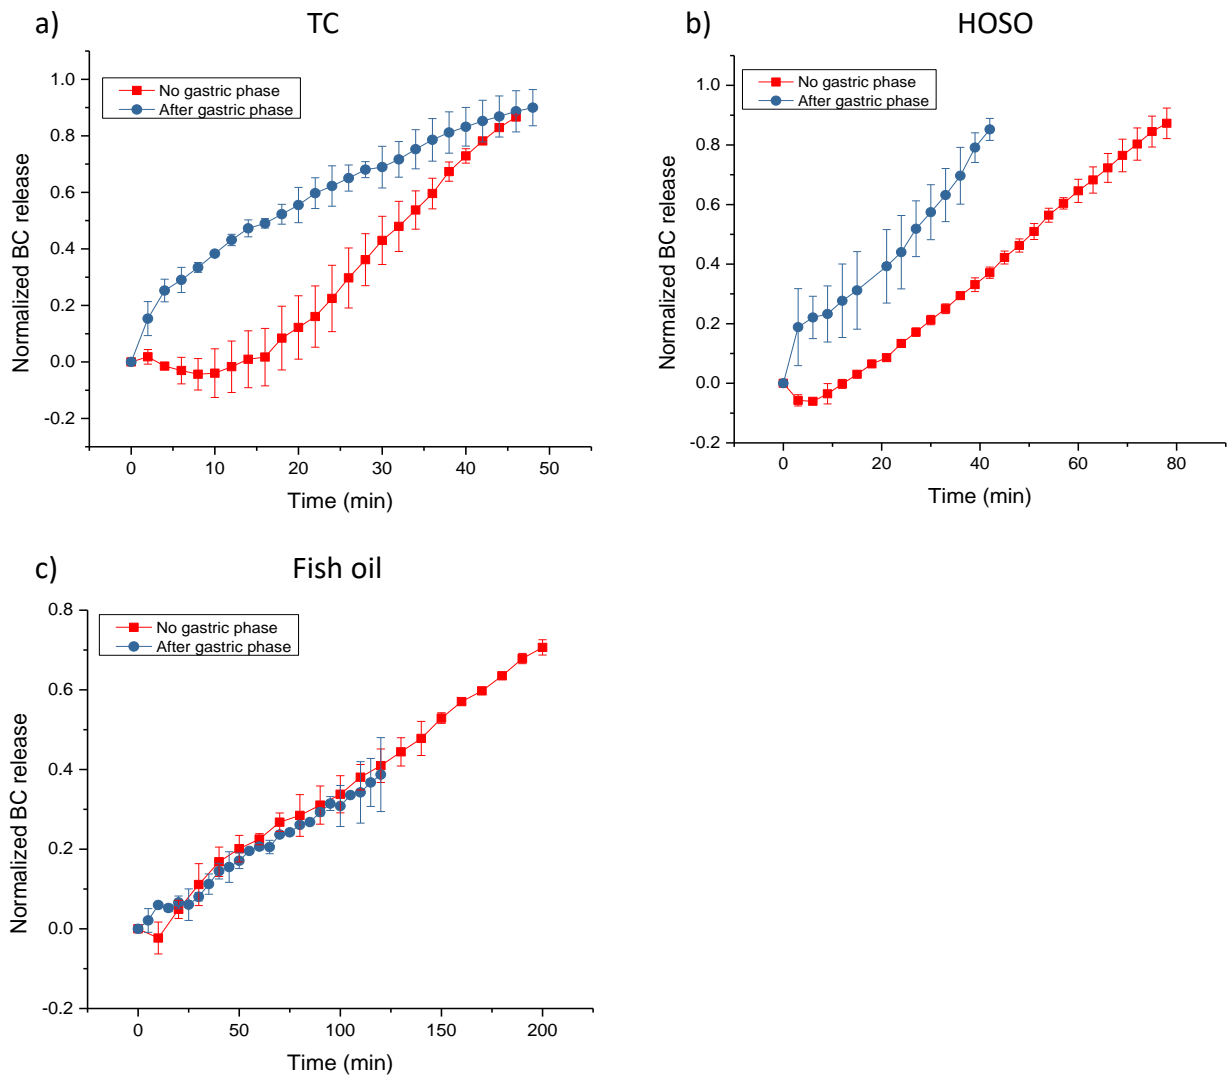 a) TC
No gastric phase
After gastric phase
1.0
0.8
0.6
0.4
0.2
0.0
-0.2
Normalized BC release
0 10 20 30 40 50
Time (min)
b) HOSO
No gastric phase
After gastric phase
1.0
0.8
0.6
0.4
0.2
0.0
-0.2
Normalized BC release
0 20 40 60 80
Time (min)
c) Fish oil
No gastric phase
After gastric phase
0.8
0.6
0.4
0.2
0.0
-0.2
Normalized BC release
0 50 100 150 200
Time (min)